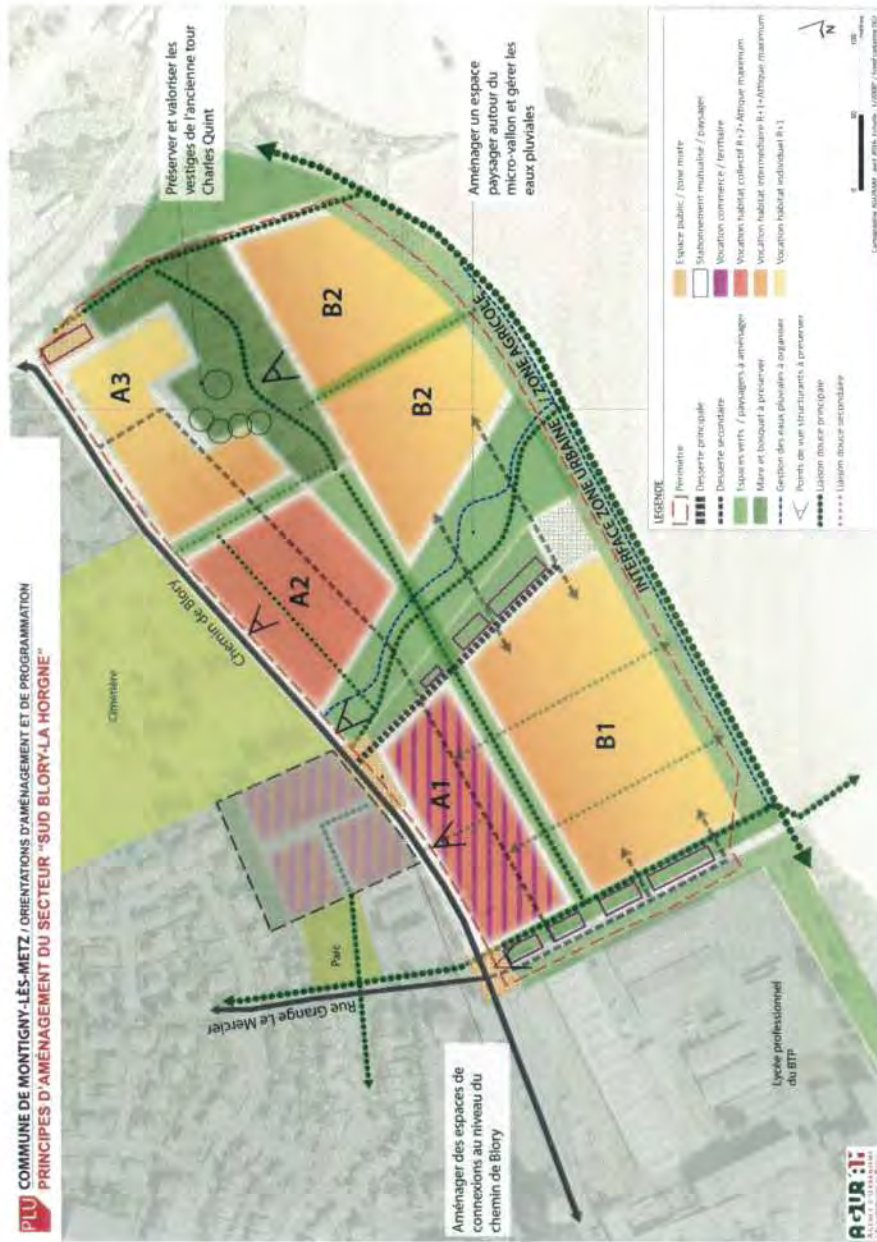 PLU COMMUNE DE MONTIGNY-LÈS-METZ / ORIENTATIONS D'AMÉNAGEMENT ET DE PROGRAMMATION
PRINCIPES D'AMÉNAGEMENT DU SECTEUR "SUD BLORY-LA HORGNE"
Préserver et valoriser les
vestiges de l'ancienne tour
Charles Quint
Aménager un espace
paysager autour du
micro-vallon et gérer les
eaux pluviales
Aménager des espaces de
connexions au niveau du
chemin de Blory
Cimetière
Chemin de Blory
Parc
Rue Grange Le Mercier
Lycée professionnel
du BTP
A3
A2
A1
B2
B2
B1
INTERFACE ZONE URBAINE / ZONE AGRICOLE
LEGENDE
Périmètre
Desserte principale
Desserte secondaire
Espaces verts / paysagers à aménager
Mare et bosquet à préserver
Gestion des eaux pluviales à organiser
Points de vue structurants à préserver
Liaison douce principale
Liaison douce secondaire
Espace public / zone mixte
Stationnement mutualisé / paysager
Vocation commerce / tertiaire
Vocation habitat collectif R+2+Attique maximum
Vocation habitat intermédiaire R+1+Attique maximum
Vocation habitat individuel R+1
N
0
50
100
mètres
AGURAM
AGENCE D'URBANISME